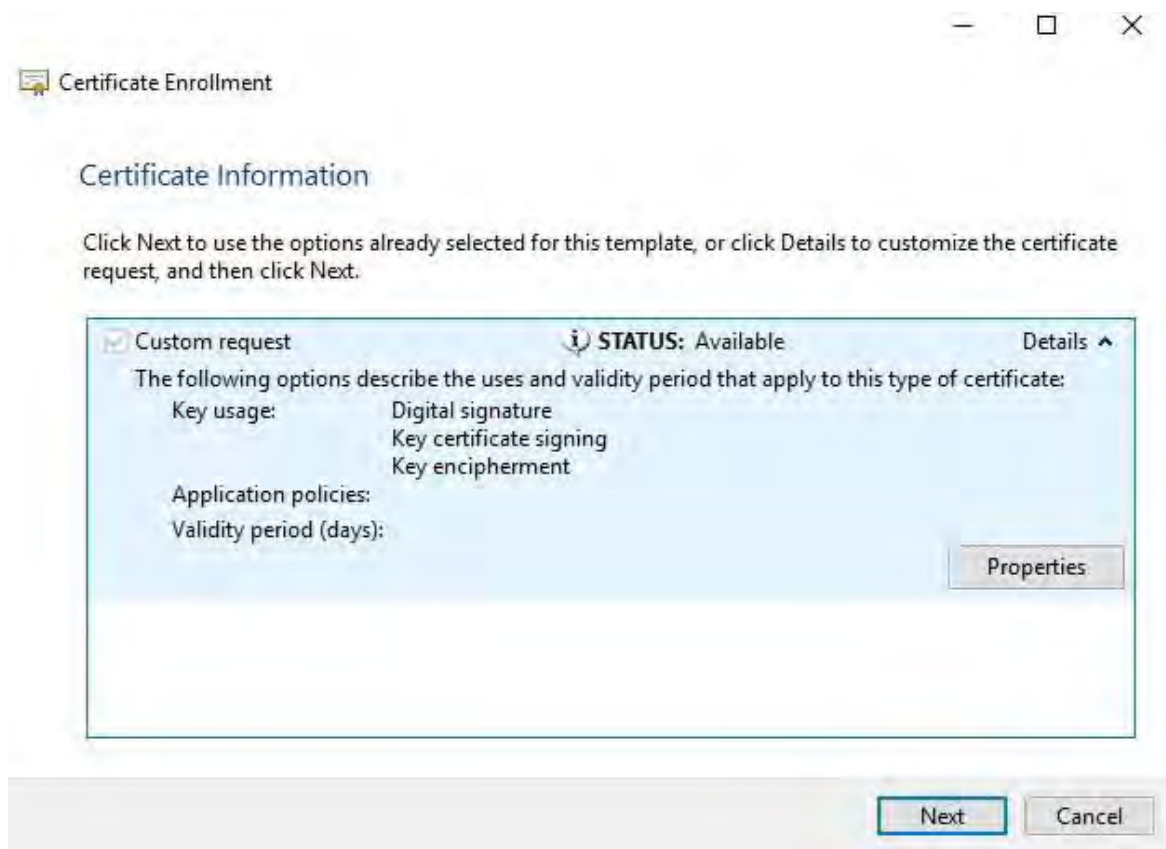 Certificate Enrollment
Certificate Information
Click Next to use the options already selected for this template, or click Details to customize the certificate
request, and then click Next.
Custom request STATUS: Available Details
The following options describe the uses and validity period that apply to this type of certificate:
Key usage: Digital signature
Key certificate signing
Key encipherment
Application policies:
Validity period (days):
Properties
Next Cancel